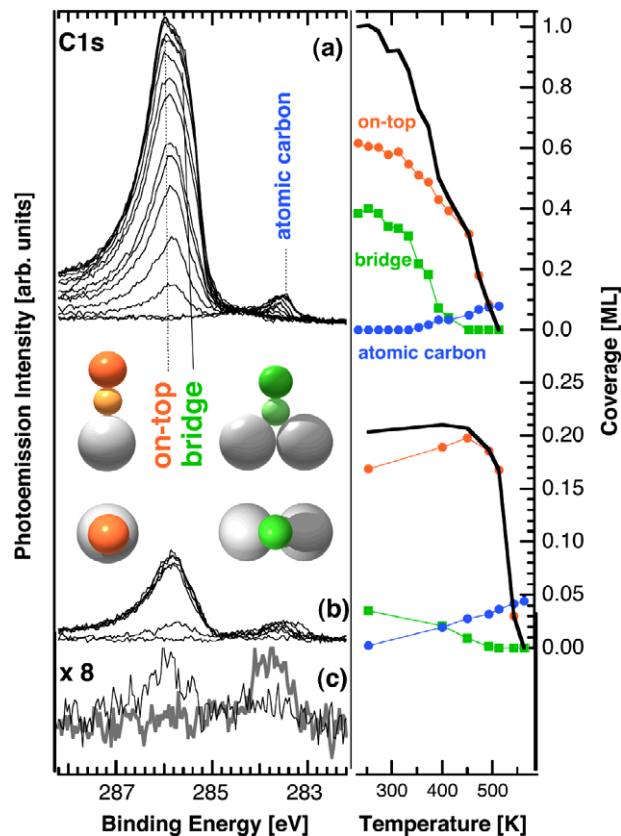 C1s
(a)
atomic carbon
Photoemission Intensity [arb. units]
on-top
bridge
(b)
x 8
(c)
287
285
283
Binding Energy [eV]
on-top
bridge
atomic carbon
1.0
0.8
0.6
0.4
0.2
0.0
0.25
0.20
0.15
0.10
0.05
0.00
Coverage [ML]
300
400
500
Temperature [K]